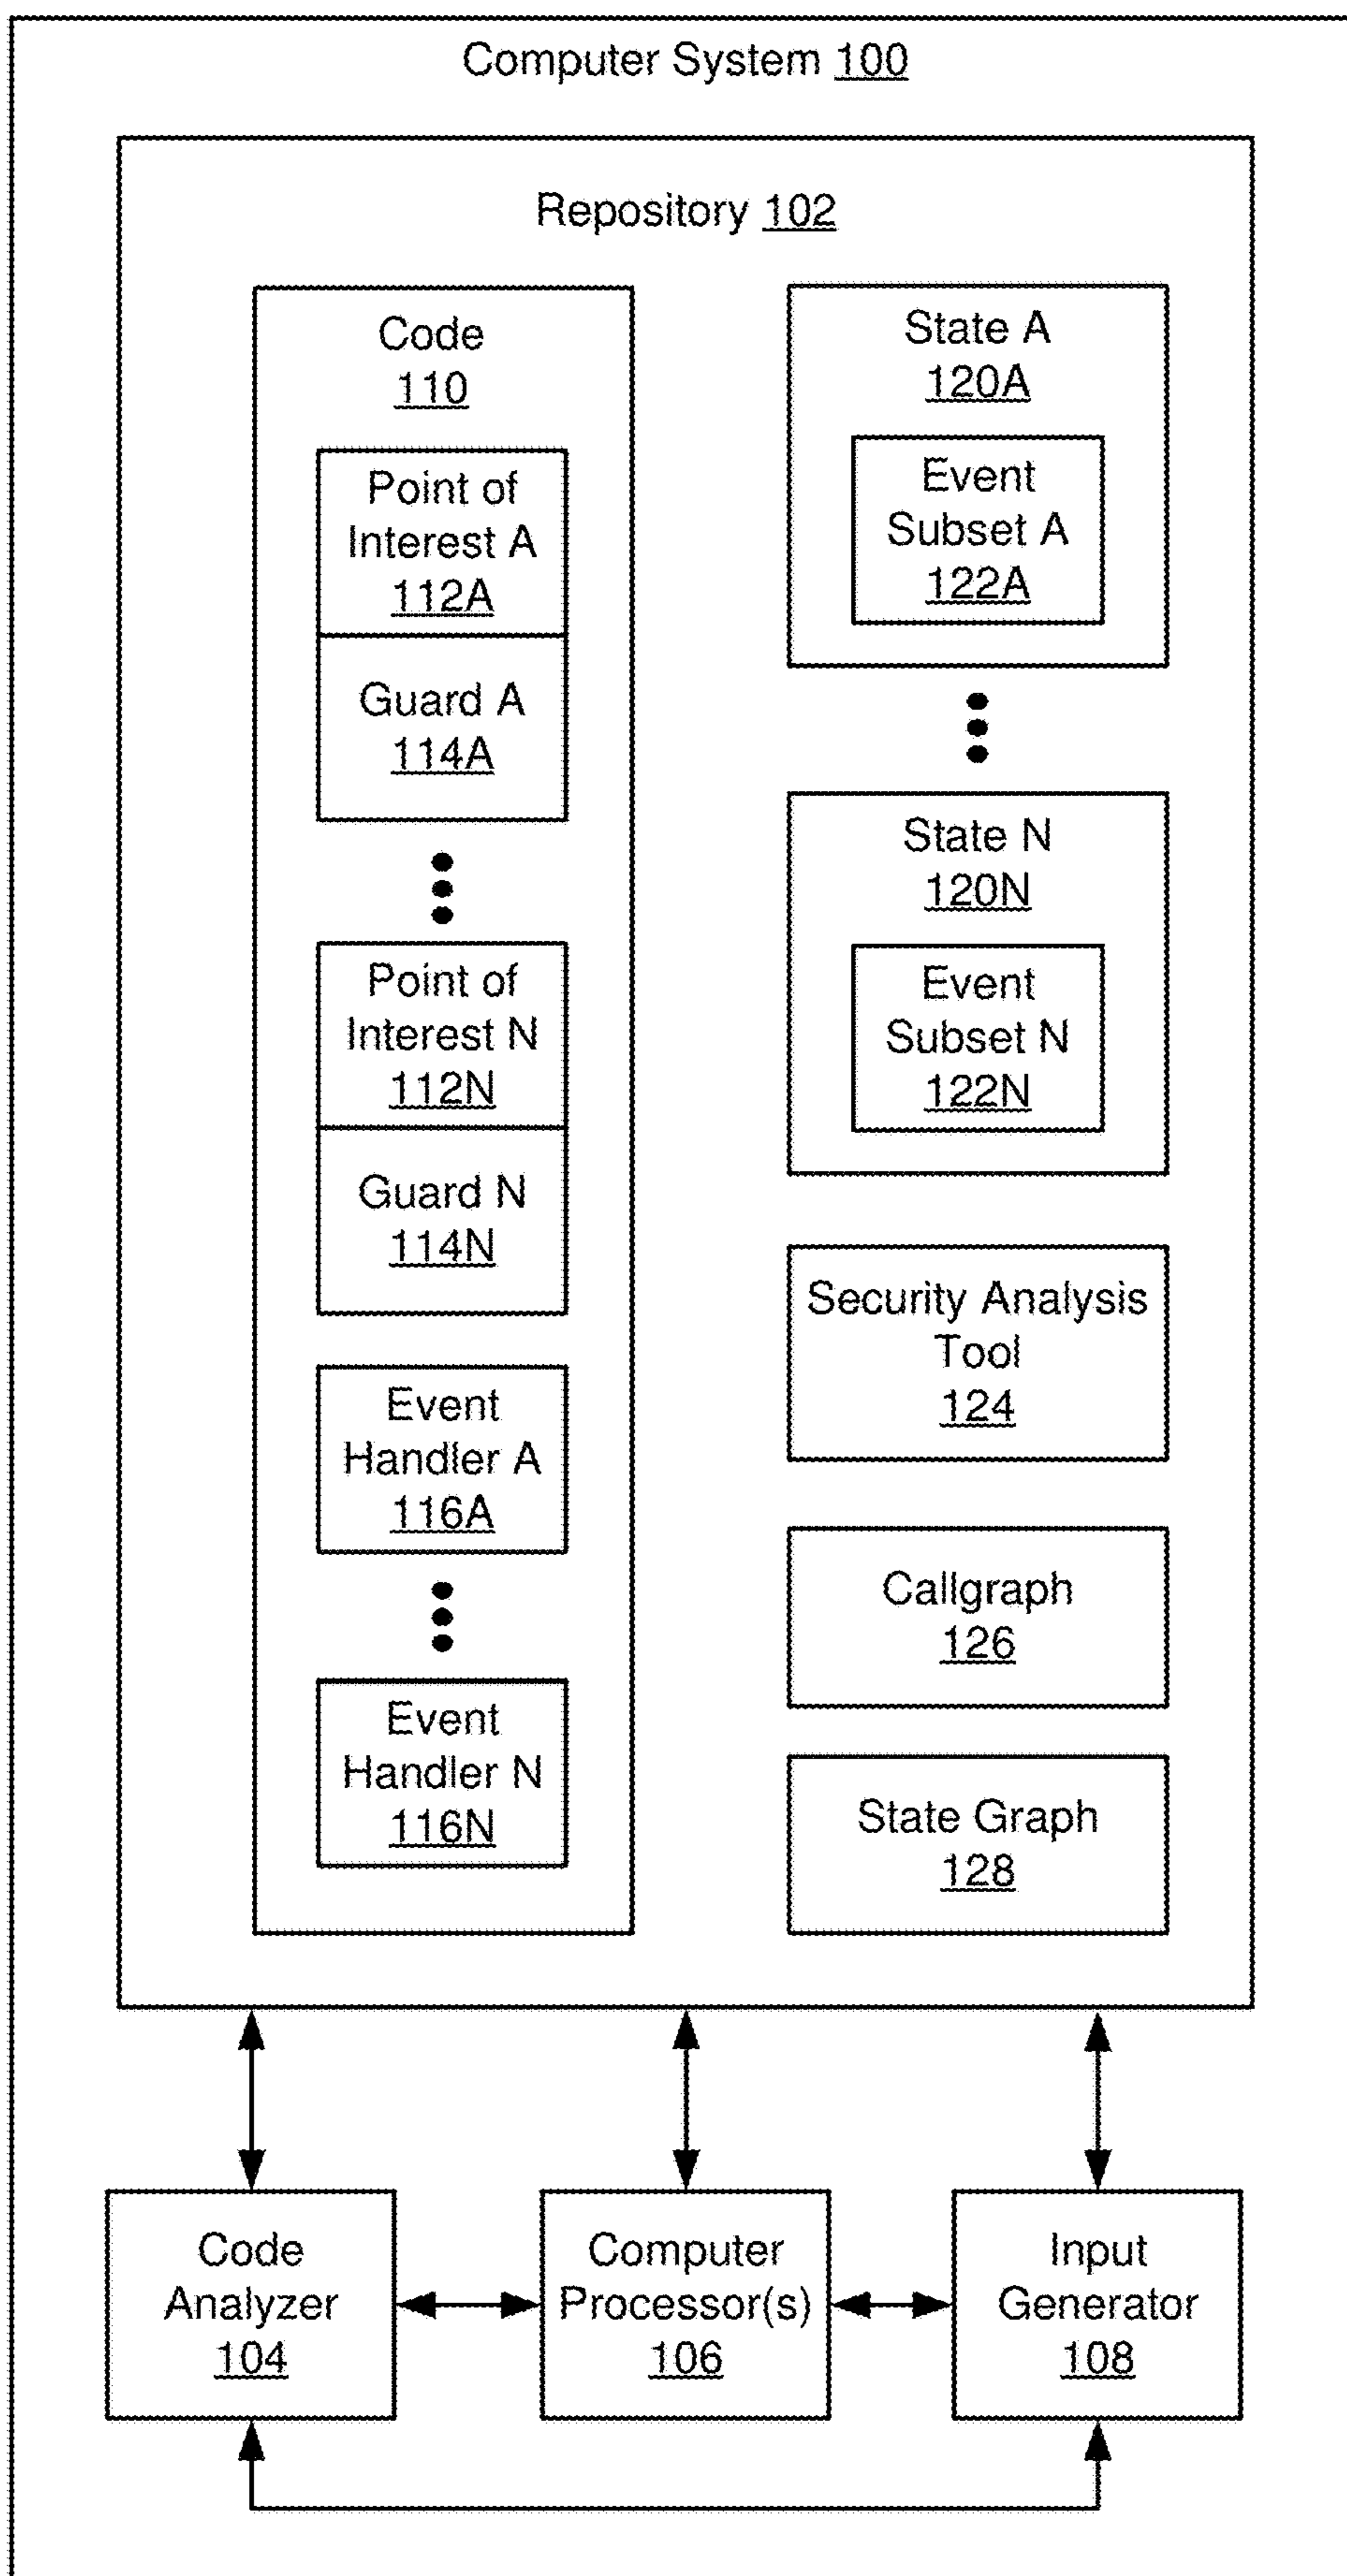 Computer System 100
Repository 102
Code
110
Point of
Interest A
112A
Guard A
114A
Point of
Interest N
112N
Guard N
114N
Event
Handler A
116A
Event
Handler N
116N
State A
120A
Event
Subset A
122A
State N
120N
Event
Subset N
122N
Security Analysis
Tool
124
Callgraph
126
State Graph
128
Code
Analyzer
104
Computer
Processor(s)
106
Input
Generator
108